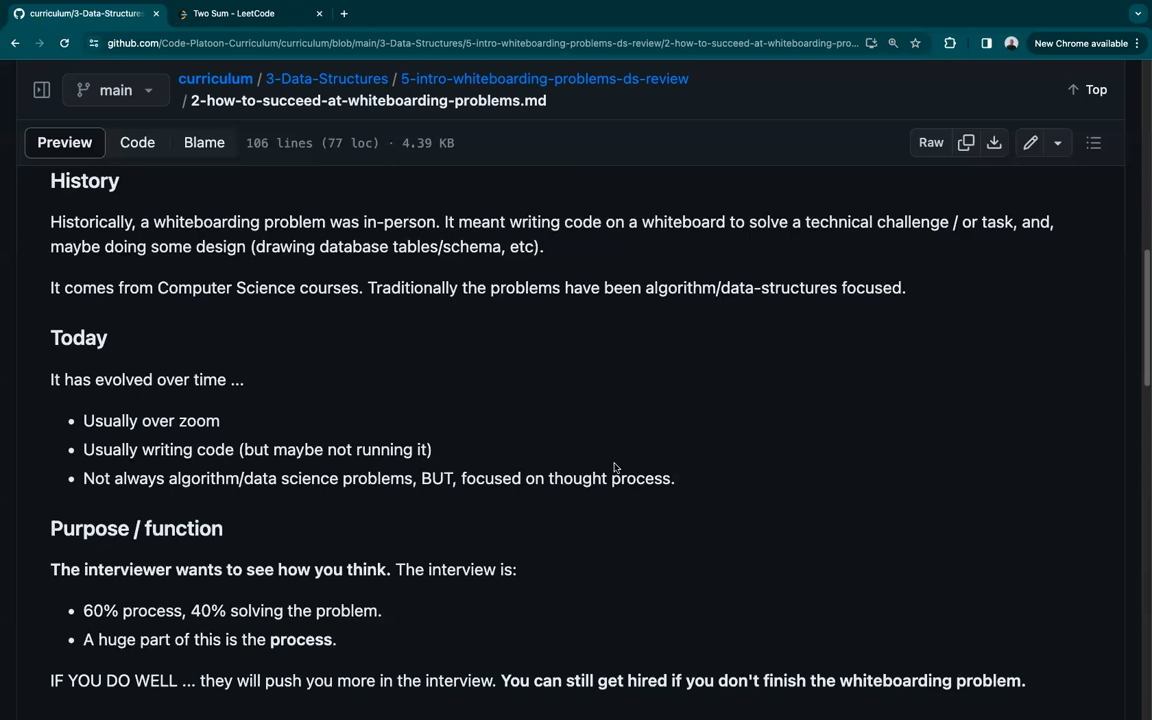 curriculum/3-Data-Structures
Two Sum - LeetCode
github.com/Code-Platoon-Curriculum/curriculum/blob/main/3-Data-Structures/5-intro-whiteboarding-problems-ds-review/2-how-to-succeed-at-whiteboarding-pro...
New Chrome available
main
curriculum / 3-Data-Structures / 5-intro-whiteboarding-problems-ds-review
/ 2-how-to-succeed-at-whiteboarding-problems.md
Top
Preview Code Blame 106 lines (77 loc) · 4.39 KB Raw
History
Historically, a whiteboarding problem was in-person. It meant writing code on a whiteboard to solve a technical challenge / or task, and,
maybe doing some design (drawing database tables/schema, etc).
It comes from Computer Science courses. Traditionally the problems have been algorithm/data-structures focused.
Today
It has evolved over time ...
• Usually over zoom
• Usually writing code (but maybe not running it)
• Not always algorithm/data science problems, BUT, focused on thought process.
Purpose / function
The interviewer wants to see how you think. The interview is:
• 60% process, 40% solving the problem.
• A huge part of this is the process.
IF YOU DO WELL ... they will push you more in the interview. You can still get hired if you don't finish the whiteboarding problem.